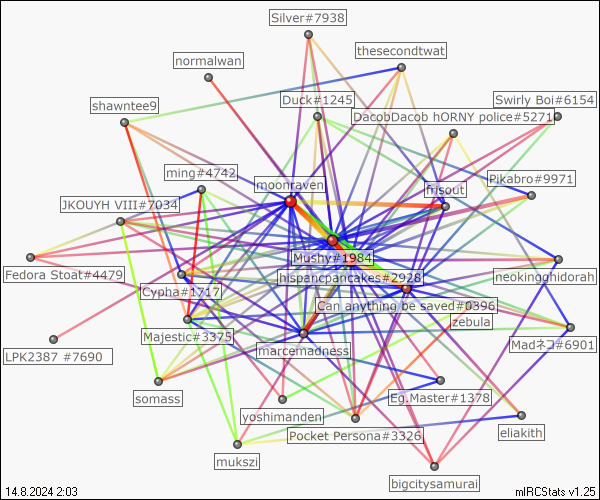 Silver#7938
thesecondtwat
normalwan
Duck#1245
Swirly Boi#6154
shawntee9
DacobDacob hORNY police#5271
ming#4742
Pikabro#9971
moonraven
frisout
JKOUYH VIII#7034
Mushy#1984
Fedora Stoat#4479
hispancpancakes#2928
neokingghidorah
Cypha#1717
Can anything be saved#0396
zebula
Majestic#3375
Madネコ#6901
marcemadness
LPK2387 #7690
somass
Eg.Master#1378
yoshimanden
eliakith
Pocket Persona#3326
mukszi
bigcitysamurai
14.8.2024 2:03
mIRCStats v1.25